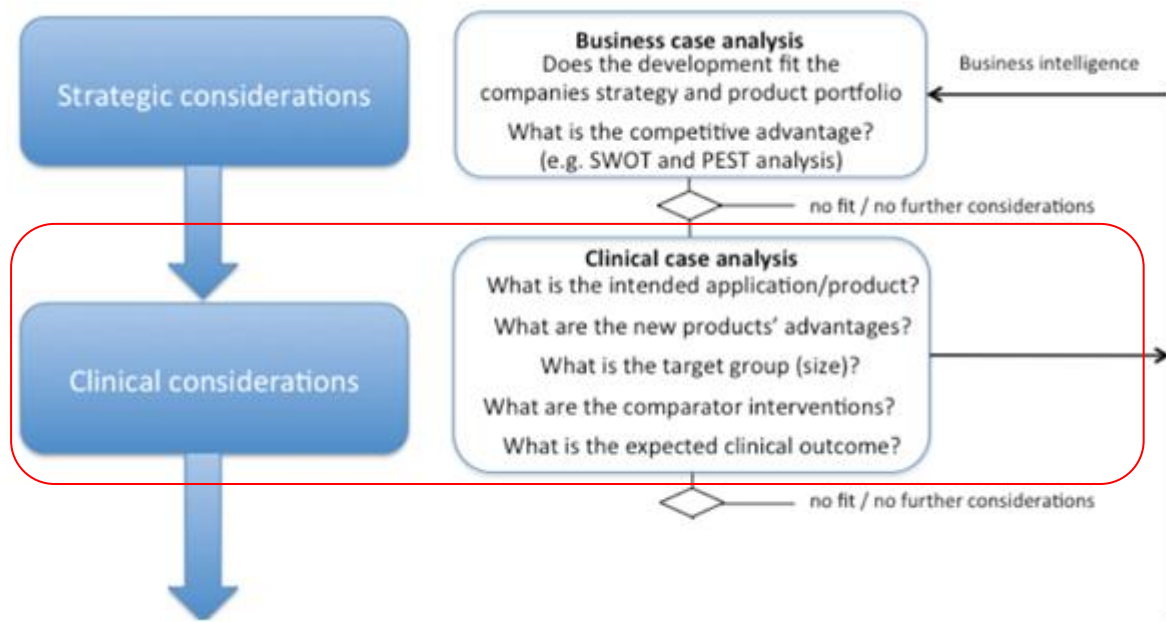 Strategic considerations
Business case analysis
Does the development fit the
companies strategy and product portfolio
What is the competitive advantage?
(e.g. SWOT and PEST analysis)
Business intelligence
no fit / no further considerations
Clinical considerations
Clinical case analysis
What is the intended application/product?
What are the new products’ advantages?
What is the target group (size)?
What are the comparator interventions?
What is the expected clinical outcome?
no fit / no further considerations